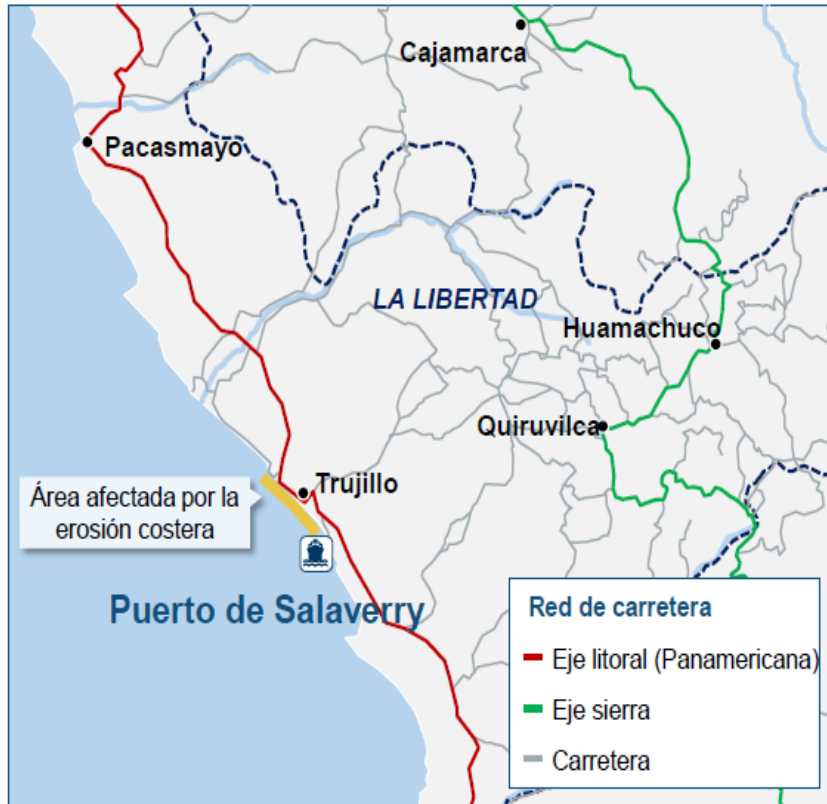 Cajamarca
Pacasmayo
LA LIBERTAD
Huamachuco
Quiruvilca
Trujillo
Área afectada por la
erosión costera
Puerto de Salaverry
Red de carretera
Eje litoral (Panamericana)
Eje sierra
Carretera